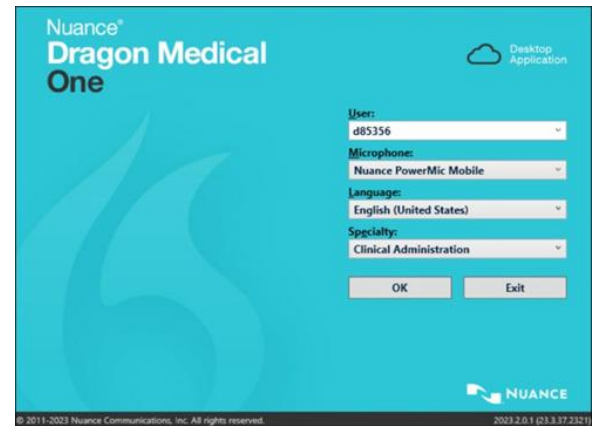 Nuance®
Dragon Medical
One
Desktop
Application
User:
d85356
Microphone:
Nuance PowerMic Mobile
Language:
English (United States)
Specialty:
Clinical Administration
OK
Exit
NUANCE
© 2011-2023 Nuance Communications, Inc. All rights reserved.
2023.2.0.1 (23.3.37.2321)